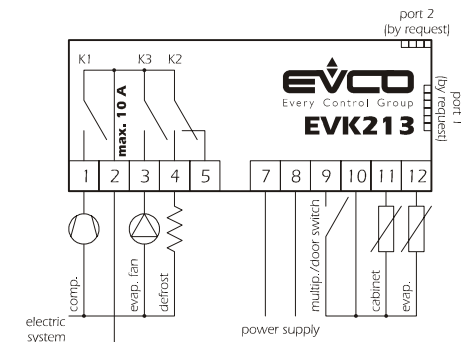 port 2
(by request)
K1
K3
K2
max. 10 A
EVCO
Every Control Group
EVK213
port 1
(by request)
1
2
3
4
5
7
8
9
10
11
12
comp.
evap. fan
defrost
multip./door switch
cabinet
evap.
electric
system
power supply